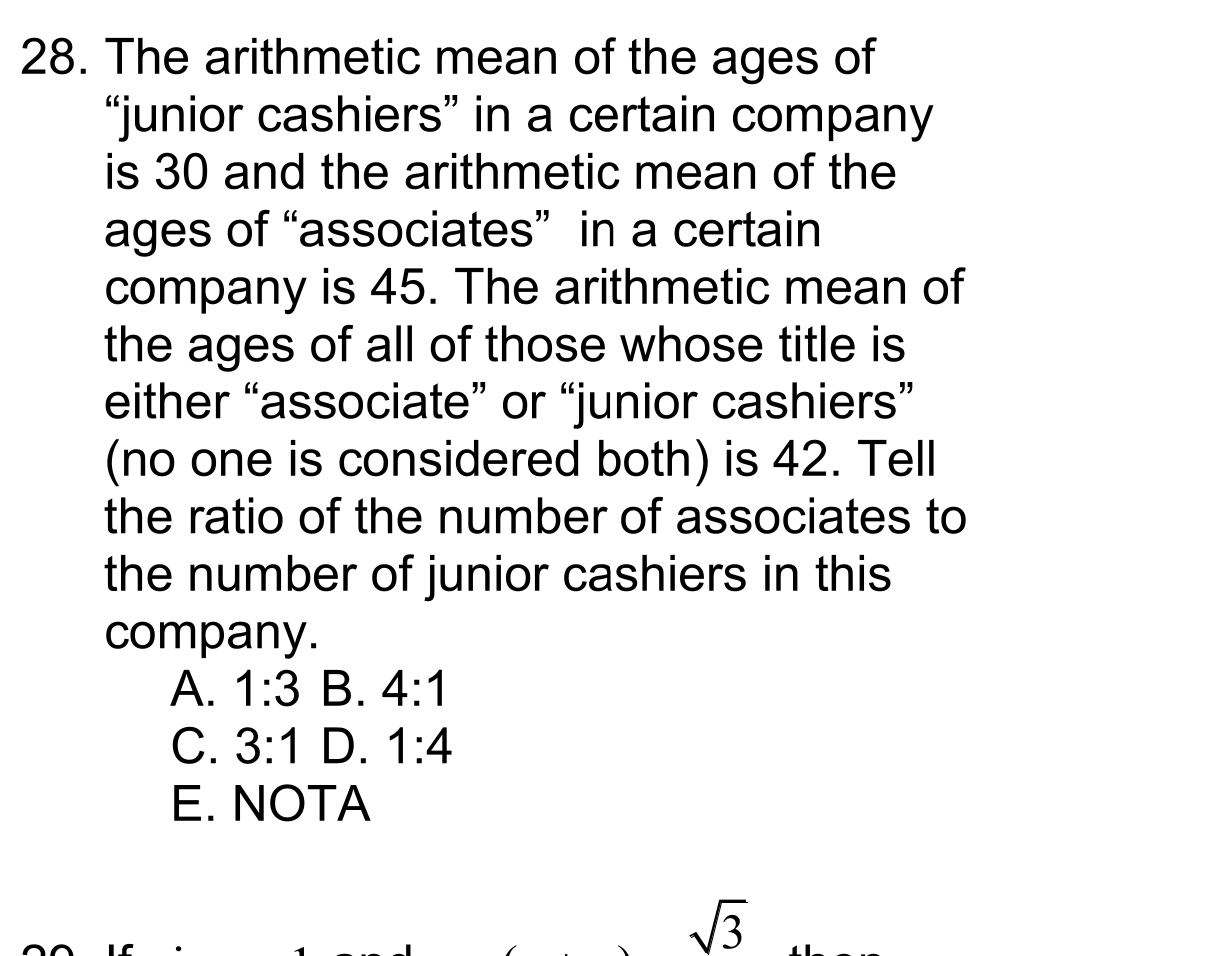 28. The arithmetic mean of the ages of
“junior cashiers” in a certain company
is 30 and the arithmetic mean of the
ages of “associates”  in a certain
company is 45. The arithmetic mean of
the ages of all of those whose title is
either “associate” or “junior cashiers”
(no one is considered both) is 42. Tell
the ratio of the number of associates to
the number of junior cashiers in this
company.
A. 1:3 B. 4:1
C. 3:1 D. 1:4
E. NOTA
√3